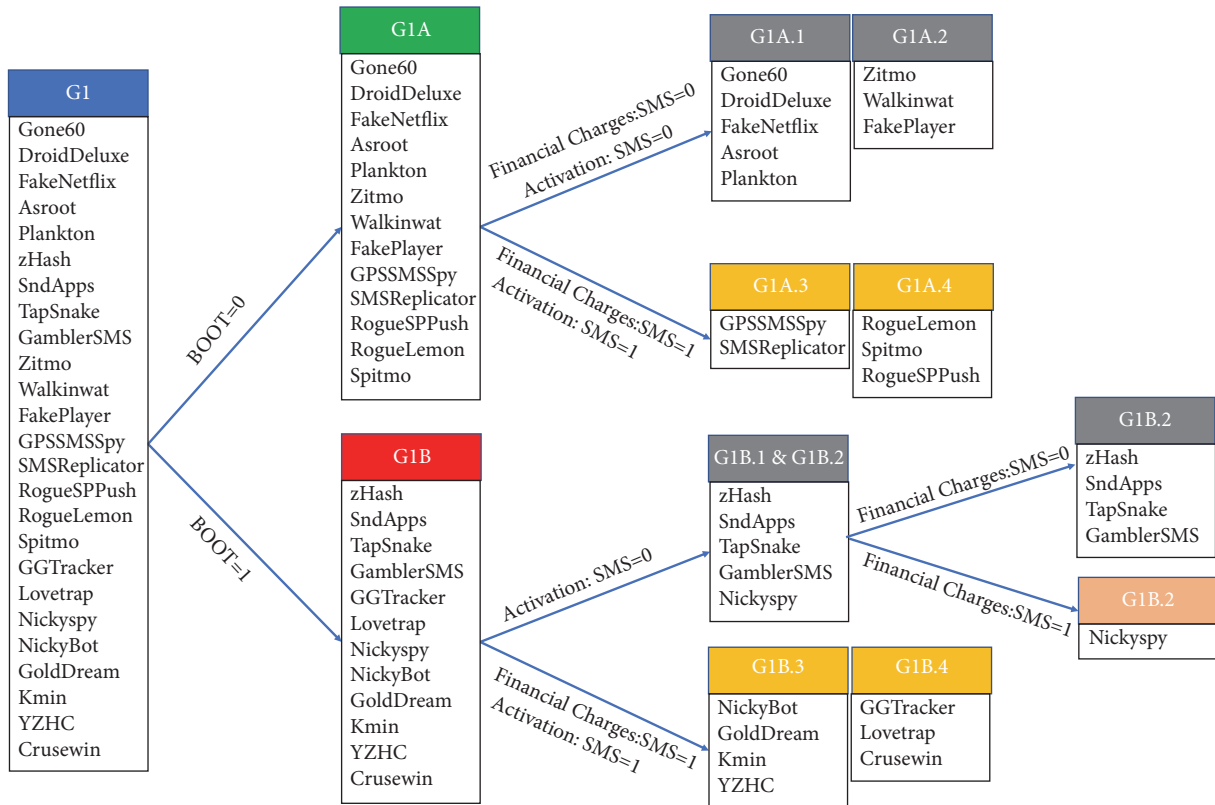 G1
Gone60
DroidDeluxe
FakeNetflix
Asroot
Plankton
zHash
SndApps
TapSnake
GamblerSMS
Zitmo
Walkinwat
FakePlayer
GPSSMSSpy
SMSReplicator
RogueSPPush
RogueLemon
Spitmo
GGTracker
Lovetrap
Nickyspy
NickyBot
GoldDream
Kmin
YZHC
Crusewin
BOOT=0
BOOT=1
G1A
Gone60
DroidDeluxe
FakeNetflix
Asroot
Plankton
Zitmo
Walkinwat
FakePlayer
GPSSMSSpy
SMSReplicator
RogueSPPush
RogueLemon
Spitmo
Financial Charges:SMS=0
Activation: SMS=0
Financial Charges:SMS=1
Activation: SMS=1
G1A.1
Gone60
DroidDeluxe
FakeNetflix
Asroot
Plankton
G1A.2
Zitmo
Walkinwat
FakePlayer
G1A.3
GPSSMSSpy
SMSReplicator
G1A.4
RogueLemon
Spitmo
RogueSPPush
G1B
zHash
SndApps
TapSnake
GamblerSMS
GGTracker
Lovetrap
Nickyspy
NickyBot
GoldDream
Kmin
YZHC
Crusewin
Activation: SMS=0
Financial Charges:SMS=1
Activation: SMS=1
G1B.1 & G1B.2
zHash
SndApps
TapSnake
GamblerSMS
Nickyspy
Financial Charges:SMS=0
Financial Charges:SMS=1
G1B.2
zHash
SndApps
TapSnake
GamblerSMS
G1B.2
Nickyspy
G1B.3
NickyBot
GoldDream
Kmin
YZHC
G1B.4
GGTracker
Lovetrap
Crusewin